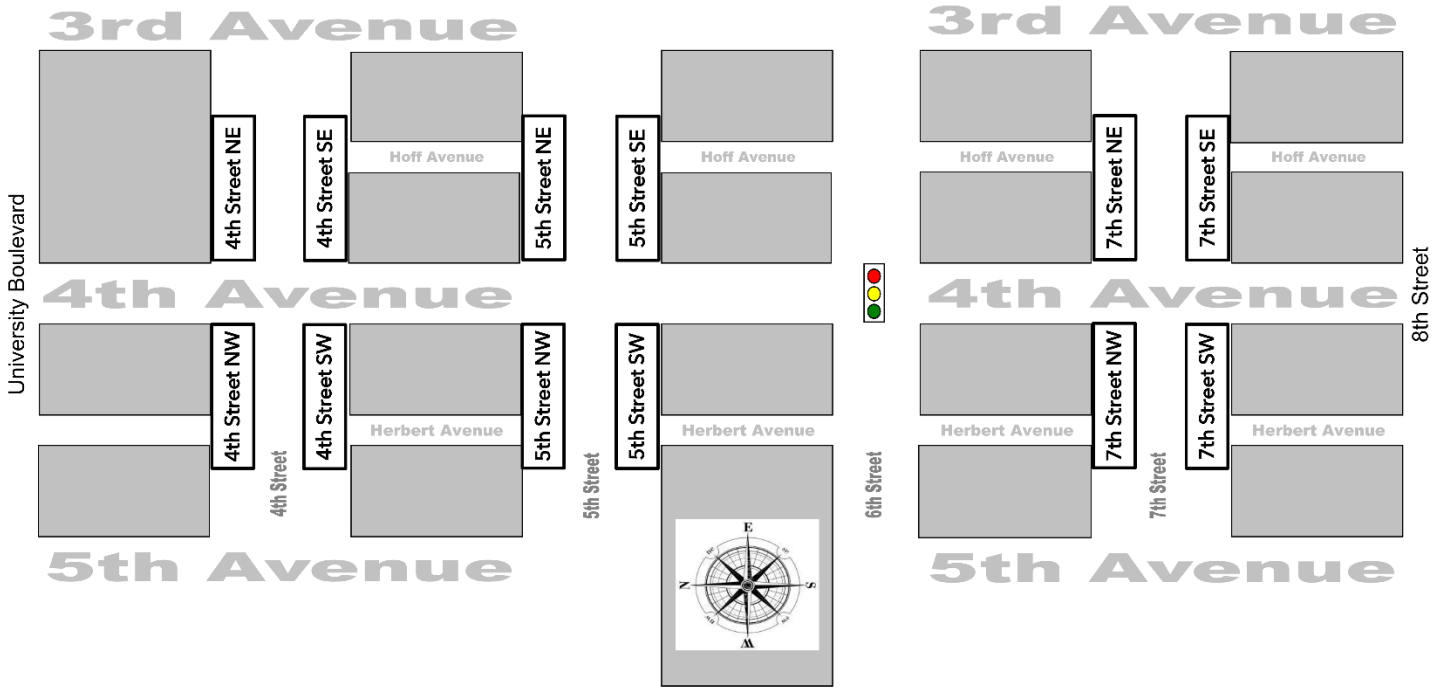 3rd Avenue
3rd Avenue
4th Street NE
4th Street SE
Hoff Avenue
5th Street NE
5th Street SE
Hoff Avenue
Hoff Avenue
7th Street NE
7th Street SE
Hoff Avenue
University Boulevard
4th Avenue
4th Avenue
8th Street
4th Street NW
4th Street SW
Herbert Avenue
5th Street NW
5th Street SW
Herbert Avenue
Herbert Avenue
7th Street NW
7th Street SW
Herbert Avenue
4th Street
5th Street
6th Street
7th Street
5th Avenue
5th Avenue
E
N
S
W